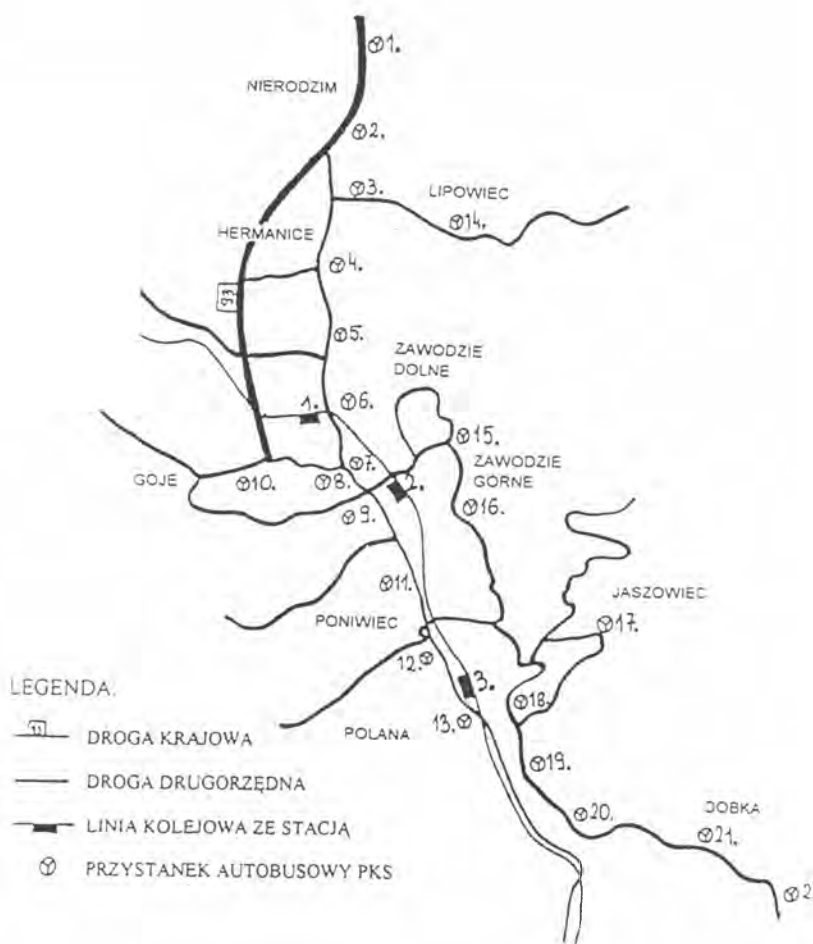 1.
NIERODZIM
2.
3.
LIPOWIEC
14.
HERMANICE
4.
93
5.
ZAWODZIE
DOLNE
1.
6.
15.
7.
ZAWODZIE
GÓRNE
GOJE
10.
8.
2.
16.
9.
11.
JASZOWIEC
PONIWIEC
17.
12.
3.
18.
13.
POLANA
19.
20.
DOBKA
21.
2
LEGENDA:
DROGA KRAJOWA
DROGA DRUGORZĘDNA
LINIA KOLEJOWA ZE STACJĄ
PRZYSTANEK AUTOBUSOWY PKS